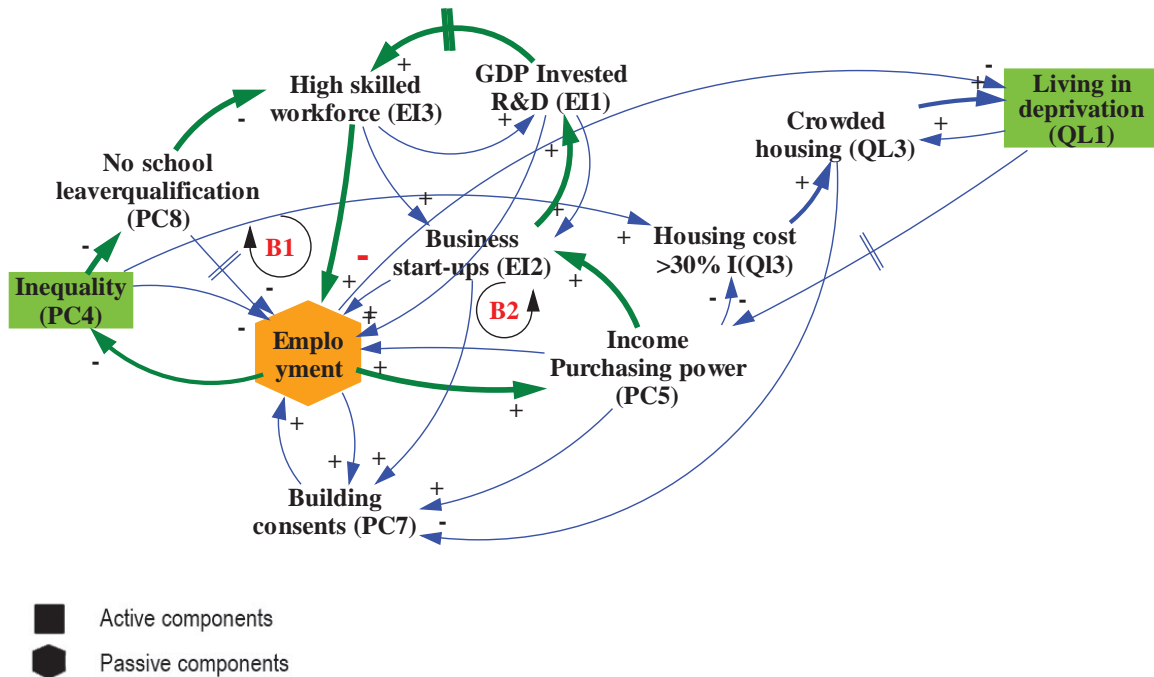 High skilled
workforce (EI3)
GDP Invested
R&D (EI1)
Living in
deprivation
(QL1)
Crowded
housing (QL3)
No school
leaverqualification
(PC8)
B1
Business
start-ups (EI2)
Housing cost
>30% I(Ql3)
Inequality
(PC4)
B2
Emplo
yment
Income
Purchasing power
(PC5)
Building
consents (PC7)
+
+
-
+
+
-
+
+
-
+
+
+
+
-
-
+
+
-
-
-
-
-
+
+
+
+
+
+
+
-
Active components
Passive components